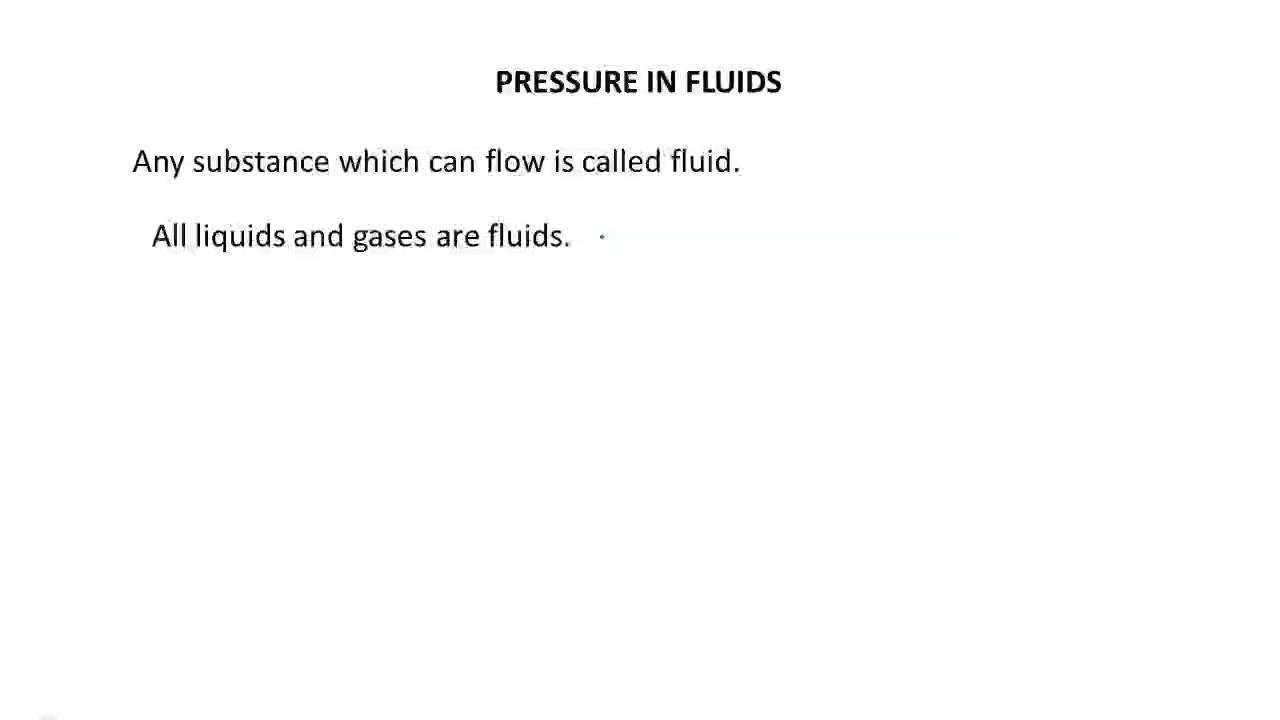 PRESSURE IN FLUIDS
Any substance which can flow is called fluid.
All liquids and gases are fluids.